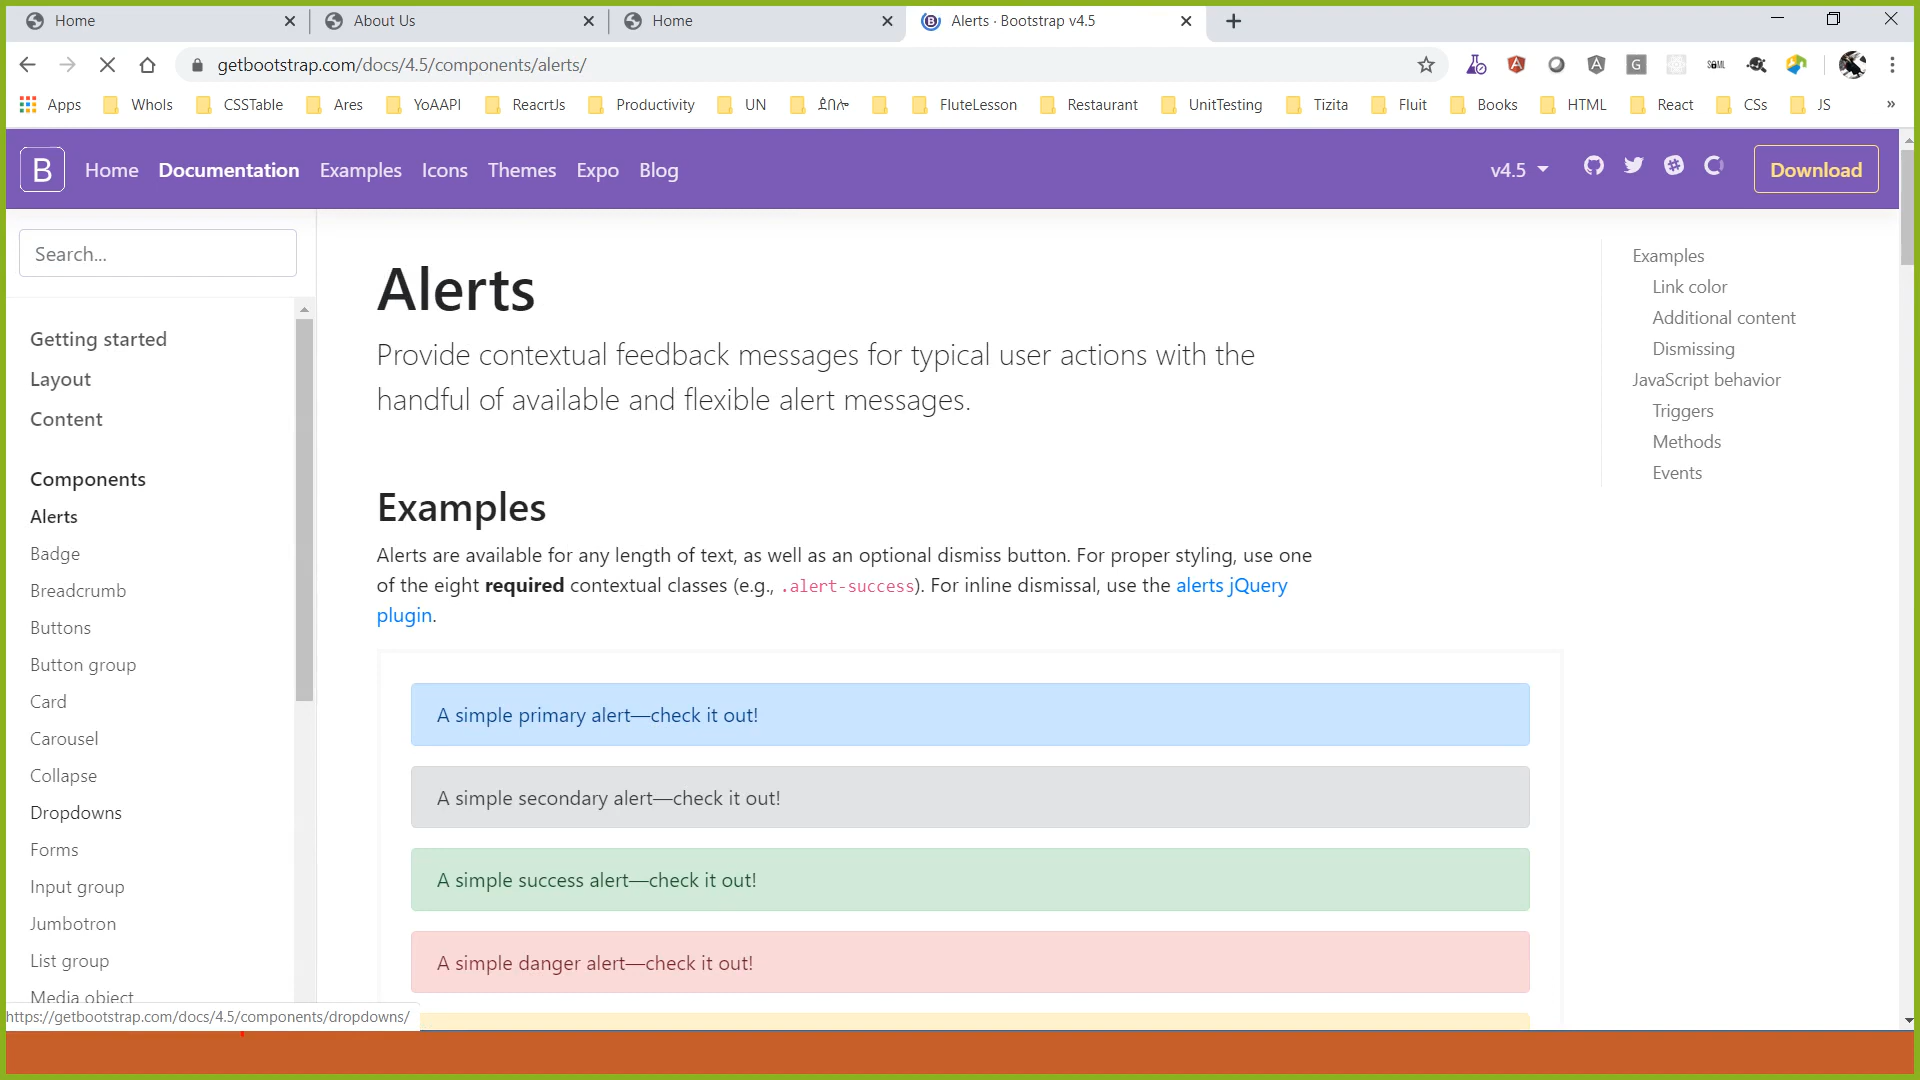 Home
About Us
Home
Alerts · Bootstrap v4.5
getbootstrap.com/docs/4.5/components/alerts/
Apps WhoIs CSSTable Ares YoAAPI ReacrtJs Productivity UN FluteLesson Restaurant UnitTesting Tizita Fluit Books HTML React CSs JS »
B Home Documentation Examples Icons Themes Expo Blog v4.5 Download
Search...
Getting started
Layout
Content
Components
Alerts
Badge
Breadcrumb
Buttons
Button group
Card
Carousel
Collapse
Dropdowns
Forms
Input group
Jumbotron
List group
Media object
https://getbootstrap.com/docs/4.5/components/dropdowns/
Alerts
Provide contextual feedback messages for typical user actions with the
handful of available and flexible alert messages.
Examples
Alerts are available for any length of text, as well as an optional dismiss button. For proper styling, use one
of the eight required contextual classes (e.g., .alert-success). For inline dismissal, use the alerts jQuery
plugin.
A simple primary alert—check it out!
A simple secondary alert—check it out!
A simple success alert—check it out!
A simple danger alert—check it out!
Examples
Link color
Additional content
Dismissing
JavaScript behavior
Triggers
Methods
Events